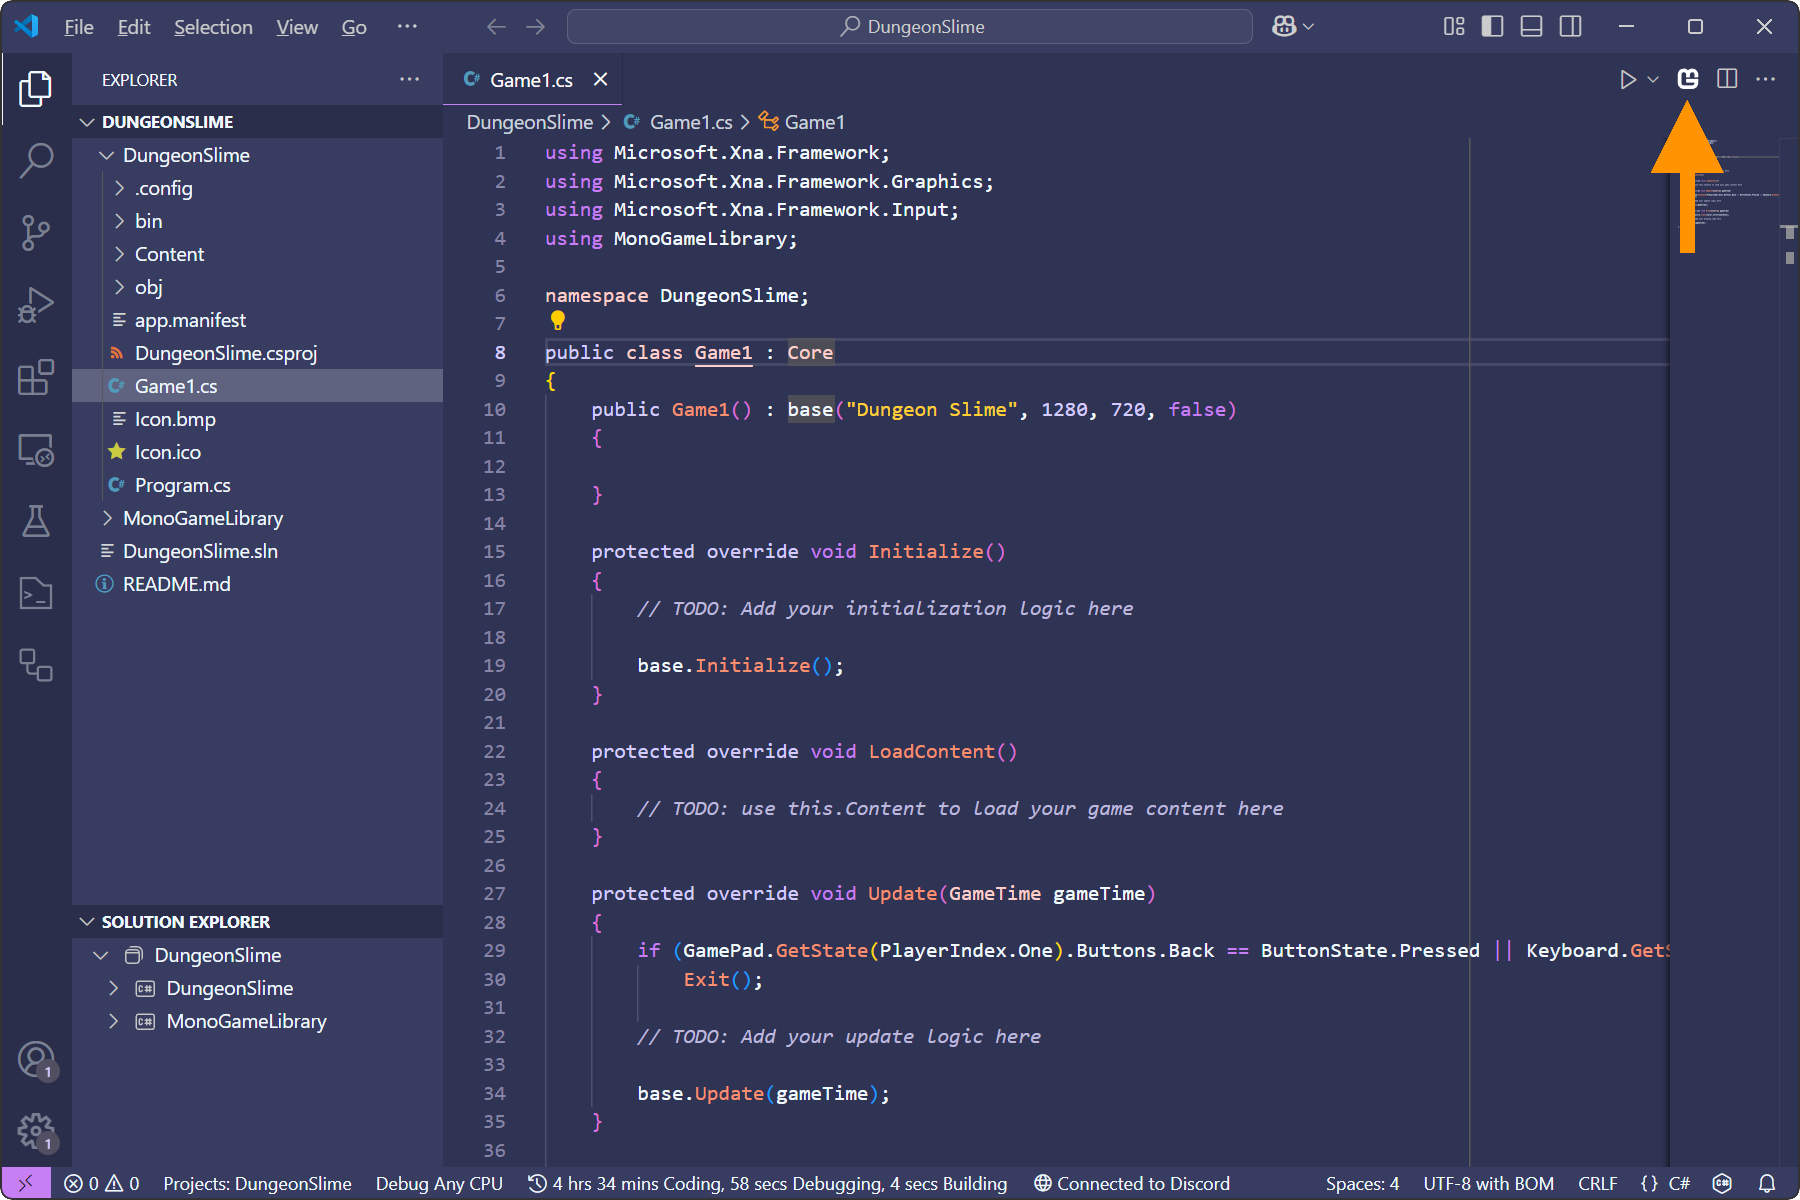 File Edit Selection View Go ··· DungeonSlime
EXPLORER ···
DUNGEONSLIME
DungeonSlime
.config
bin
Content
obj
app.manifest
DungeonSlime.csproj
Game1.cs
Icon.bmp
Icon.ico
Program.cs
MonoGameLibrary
DungeonSlime.sln
README.md
SOLUTION EXPLORER
DungeonSlime
DungeonSlime
MonoGameLibrary
1
1
Game1.cs
DungeonSlime > Game1.cs > Game1
1 using Microsoft.Xna.Framework;
2 using Microsoft.Xna.Framework.Graphics;
3 using Microsoft.Xna.Framework.Input;
4 using MonoGameLibrary;
5
6 namespace DungeonSlime;
7
8 public class Game1 : Core
9 {
10 public Game1() : base("Dungeon Slime", 1280, 720, false)
11 {
12
13 }
14
15 protected override void Initialize()
16 {
17 // TODO: Add your initialization logic here
18
19 base.Initialize();
20 }
21
22 protected override void LoadContent()
23 {
24 // TODO: use this.Content to load your game content here
25 }
26
27 protected override void Update(GameTime gameTime)
28 {
29 if (GamePad.GetState(PlayerIndex.One).Buttons.Back == ButtonState.Pressed || Keyboard.GetS
30 Exit();
31
32 // TODO: Add your update logic here
33
34 base.Update(gameTime);
35 }
36
0 0 Projects: DungeonSlime Debug Any CPU 4 hrs 34 mins Coding, 58 secs Debugging, 4 secs Building Connected to Discord Spaces: 4 UTF-8 with BOM CRLF {} C#